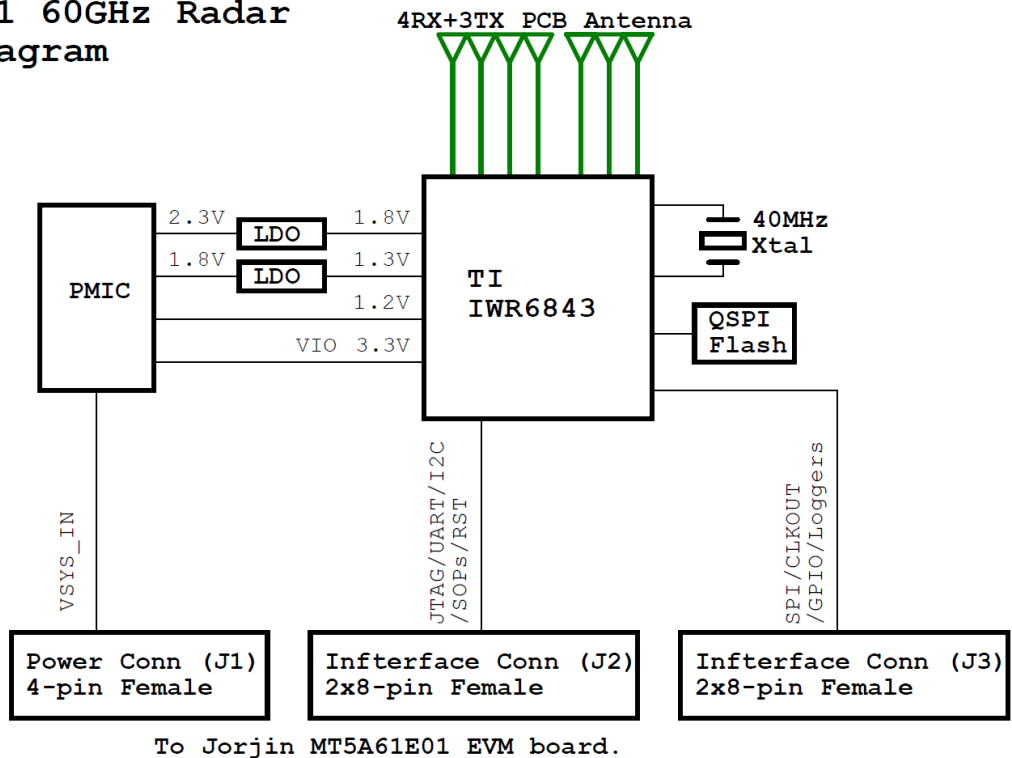 1 60GHz Radar
agram
4RX+3TX PCB Antenna
2.3V
LDO
1.8V
1.8V
LDO
1.3V
1.2V
VIO 3.3V
PMIC
TI
IWR6843
40MHz
Xtal
QSPI
Flash
VSYS_IN
JTAG/UART/I2C
/SOPs/RST
SPI/CLKOUT
/GPIO/Loggers
Power Conn (J1)
4-pin Female
Infterface Conn (J2)
2x8-pin Female
Infterface Conn (J3)
2x8-pin Female
To Jorjin MT5A61E01 EVM board.